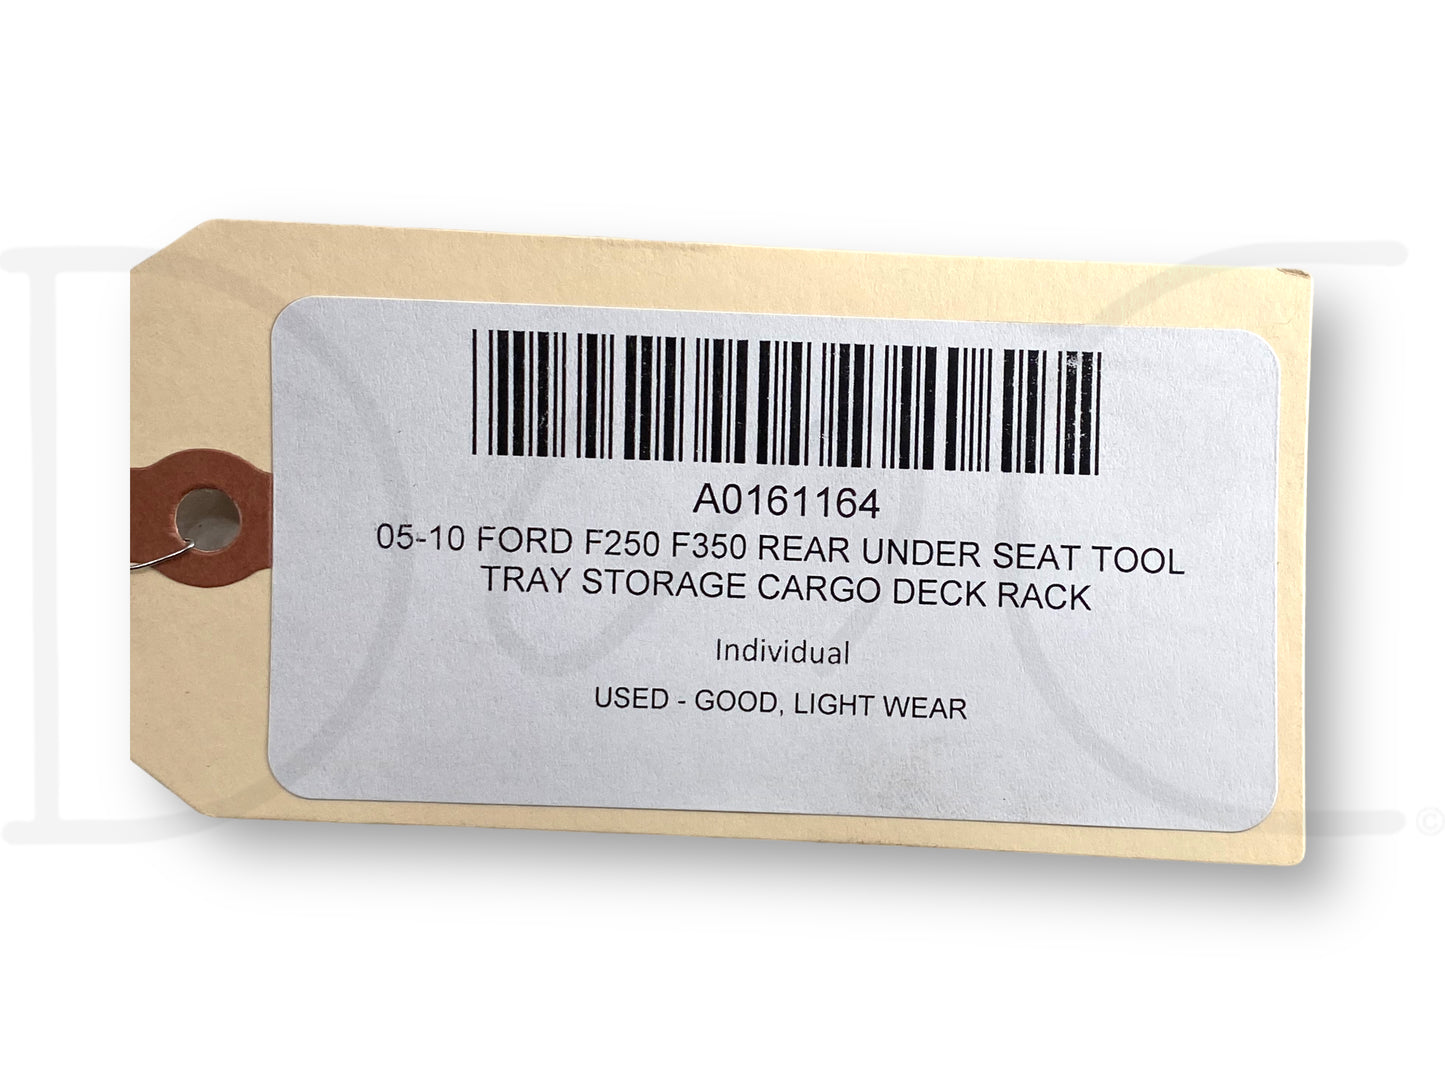 A0161164
05-10 FORD F250 F350 REAR UNDER SEAT TOOL
TRAY STORAGE CARGO DECK RACK
Individual
USED - GOOD, LIGHT WEAR
©